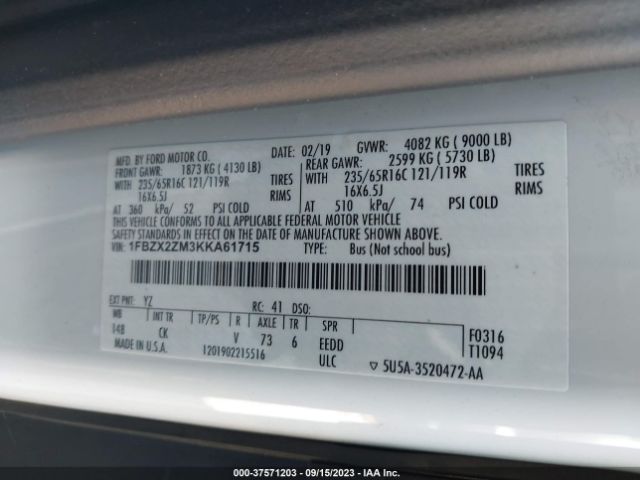 MFD. BY FORD MOTOR CO. DATE: 02/19 GVWR: 4082 KG ( 9000 LB)
FRONT GAWR: 1873 KG ( 4130 LB) REAR GAWR: 2599 KG ( 5730 LB)
WITH 235/65R16C 121/119R TIRES WITH 235/65R16C 121/119R TIRES
16X6.5J RIMS 16X6.5J RIMS
AT 360 kPa/ 52 PSI COLD AT 510 kPa/ 74 PSI COLD
THIS VEHICLE CONFORMS TO ALL APPLICABLE FEDERAL MOTOR VEHICLE
SAFETY STANDARDS IN EFFECT ON THE DATE OF MANUFACTURE SHOWN ABOVE.
VIN: 1FBZX2ZM3KKA61715 TYPE: Bus (Not school bus)
EXT PNT: YZ RC: 41 DSO:
WB INT TR TP/PS R AXLE TR SPR F0316
148 CK V 73 6 EEDD T1094
MADE IN U.S.A. 1201902215516 ULC 5U5A-3520472-AA
000-37571203 - 09/15/2023 - IAA Inc.